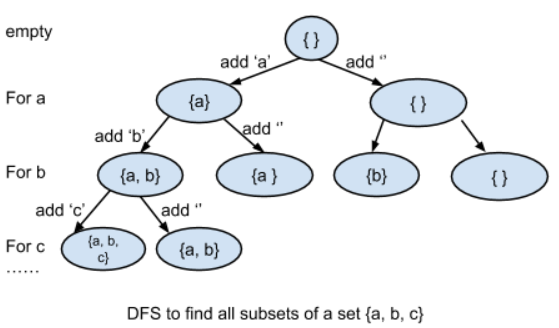 empty
{ }
add ‘a’
add ‘’
For a
{a}
{ }
add ‘b’
add ‘’
For b
{a, b}
{a }
{b}
{ }
add ‘c’
add ‘’
For c
{a, b,
c}
{a, b}
......
DFS to find all subsets of a set {a, b, c}